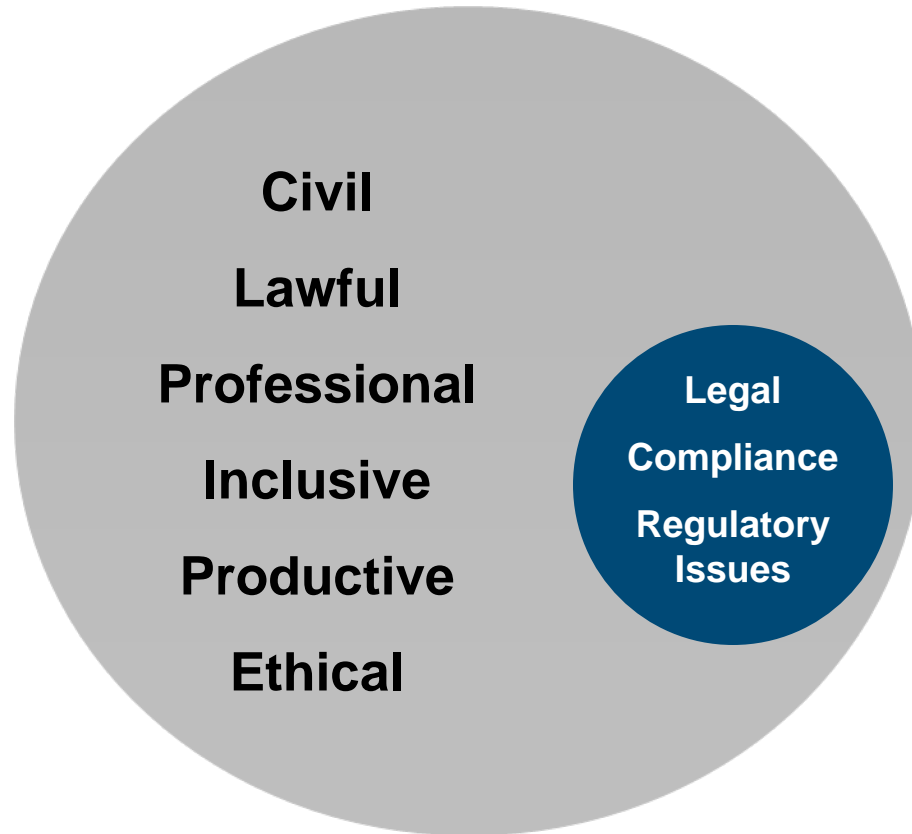 Civil
Lawful
Professional
Inclusive
Productive
Ethical
Legal
Compliance
Regulatory
Issues